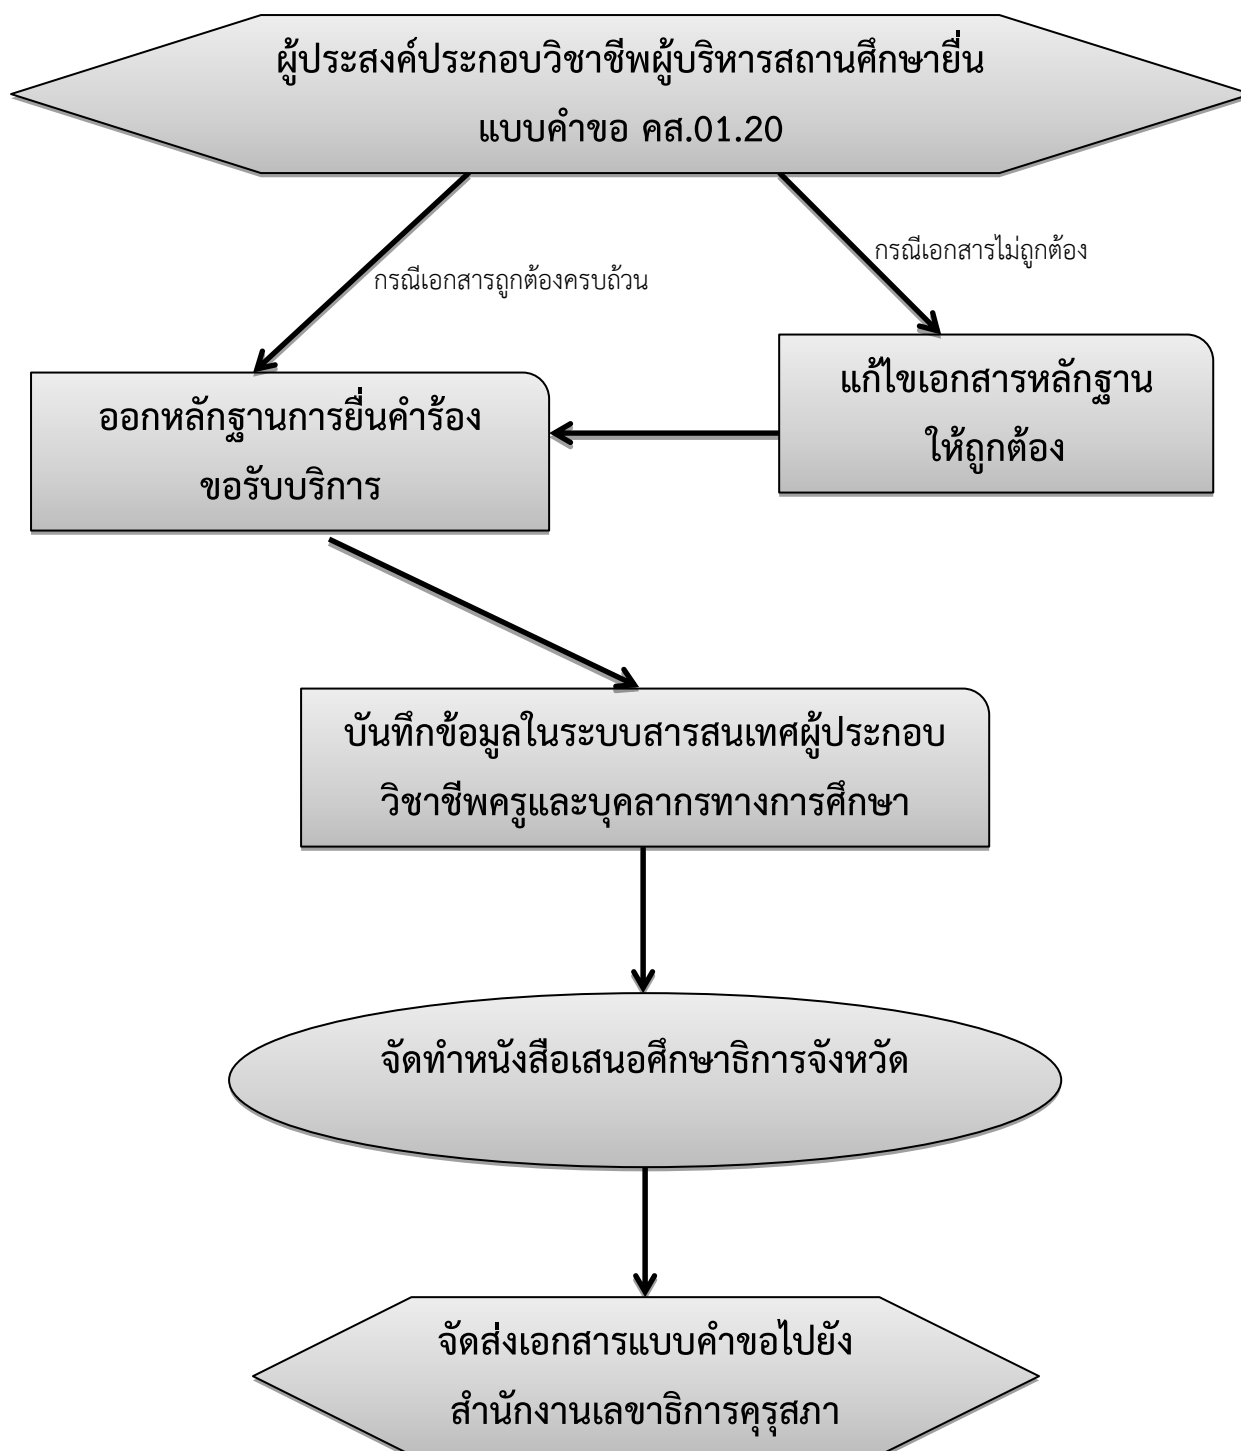 ผู้ประสงค์ประกอบวิชาชีพผู้บริหารสถานศึกษายื่น
แบบคำขอ คส.01.20
กรณีเอกสารไม่ถูกต้อง
กรณีเอกสารถูกต้องครบถ้วน
แก้ไขเอกสารหลักฐาน
ให้ถูกต้อง
ออกหลักฐานการยื่นคำร้อง
ขอรับบริการ
บันทึกข้อมูลในระบบสารสนเทศผู้ประกอบ
วิชาชีพครูและบุคลากรทางการศึกษา
จัดทำหนังสือเสนอศึกษาธิการจังหวัด
จัดส่งเอกสารแบบคำขอไปยัง
สำนักงานเลขาธิการคุรุสภา